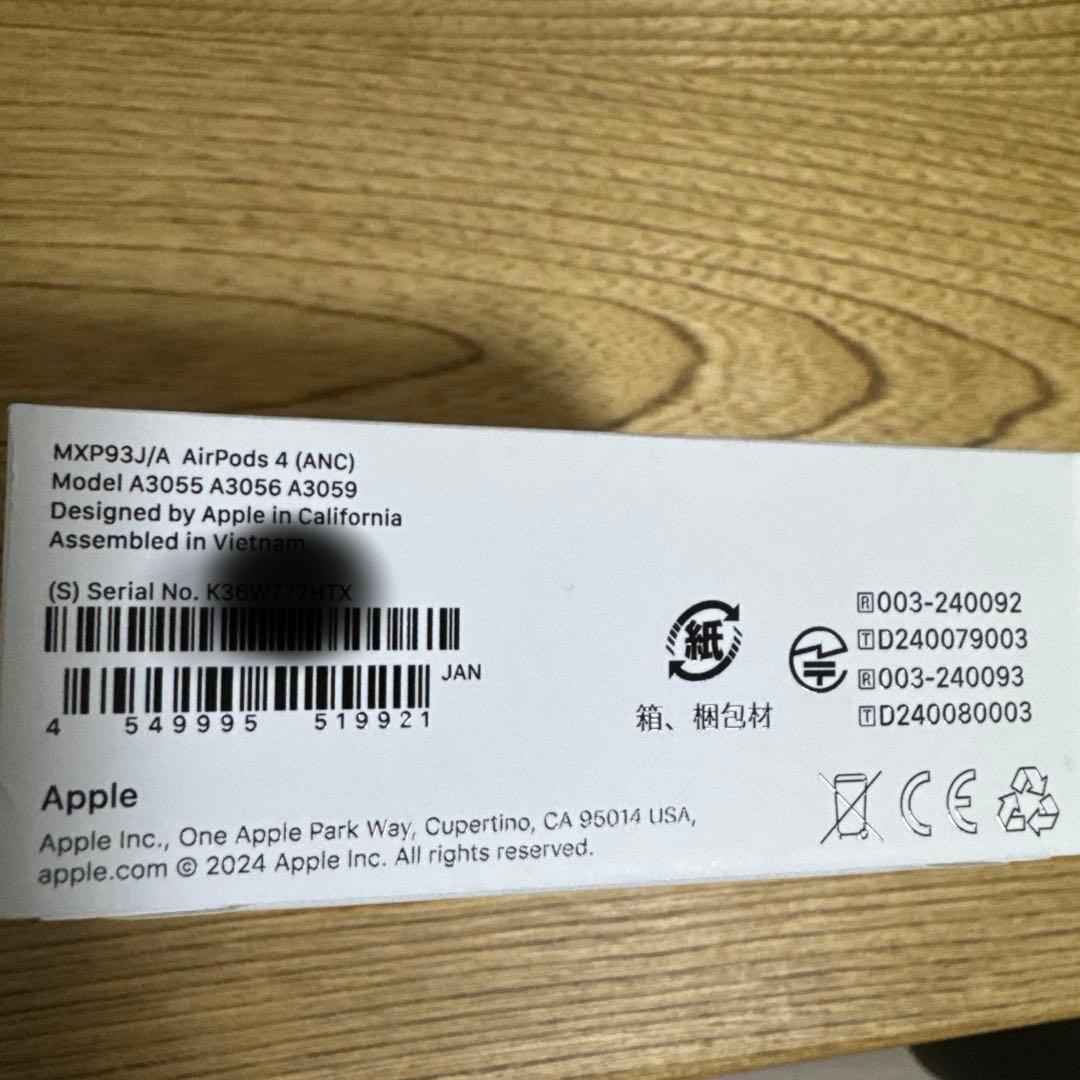 MXP93J/A AirPods 4 (ANC)
Model A3055 A3056 A3059
Designed by Apple in California
Assembled in Vietnam
(S) Serial No.
JAN
4 549995 519921
紙
箱、梱包材
R003-240092
TD240079003
R003-240093
TD240080003
Apple
Apple Inc., One Apple Park Way, Cupertino, CA 95014 USA,
apple.com © 2024 Apple Inc. All rights reserved.
CE